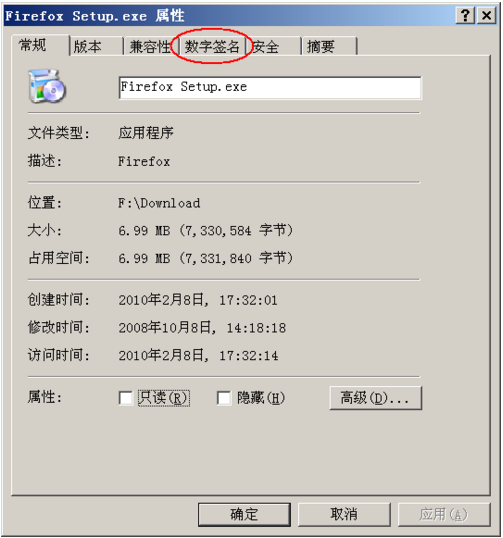 Firefox Setup.exe 属性
常规 版本 兼容性 数字签名 安全 摘要
Firefox Setup.exe
文件类型: 应用程序
描述: Firefox
位置: F:\Download
大小: 6.99 MB (7,330,584 字节)
占用空间: 6.99 MB (7,331,840 字节)
创建时间: 2010年2月8日, 17:32:01
修改时间: 2008年10月8日, 14:18:18
访问时间: 2010年2月8日, 17:32:14
属性: 只读(R) 隐藏(H) 高级(D)...
确定 取消 应用(A)